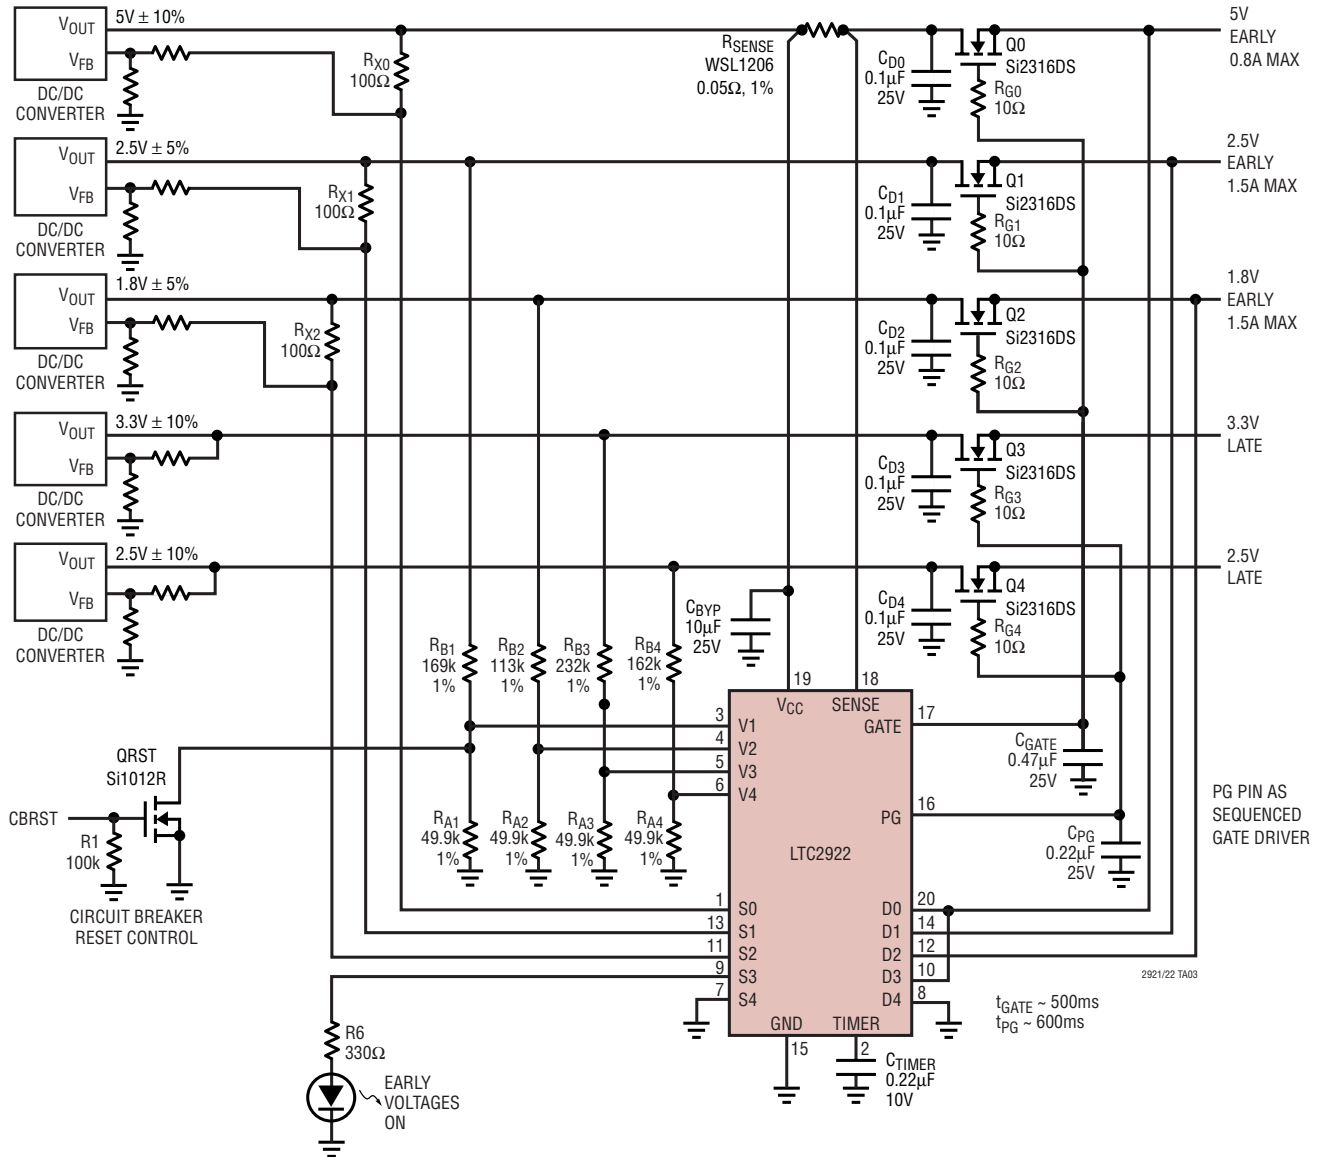 VOUT
VFB
DC/DC
CONVERTER
5V ± 10%
RX0
100Ω
RSENSE
WSL1206
0.05Ω, 1%
CD0
0.1µF
25V
Q0
Si2316DS
RG0
10Ω
5V
EARLY
0.8A MAX
VOUT
VFB
DC/DC
CONVERTER
2.5V ± 5%
RX1
100Ω
CD1
0.1µF
25V
Q1
Si2316DS
RG1
10Ω
2.5V
EARLY
1.5A MAX
VOUT
VFB
DC/DC
CONVERTER
1.8V ± 5%
RX2
100Ω
CD2
0.1µF
25V
Q2
Si2316DS
RG2
10Ω
1.8V
EARLY
1.5A MAX
VOUT
VFB
DC/DC
CONVERTER
3.3V ± 10%
CD3
0.1µF
25V
Q3
Si2316DS
RG3
10Ω
3.3V
LATE
VOUT
VFB
DC/DC
CONVERTER
2.5V ± 10%
CD4
0.1µF
25V
Q4
Si2316DS
RG4
10Ω
2.5V
LATE
CBYP
10µF
25V
RB1
169k
1%
RB2
113k
1%
RB3
232k
1%
RB4
162k
1%
19
18
VCC
SENSE
3
V1
4
V2
5
V3
6
V4
GATE
17
CGATE
0.47µF
25V
QRST
Si1012R
CBRST
R1
100k
CIRCUIT BREAKER
RESET CONTROL
RA1
49.9k
1%
RA2
49.9k
1%
RA3
49.9k
1%
RA4
49.9k
1%
LTC2922
PG
16
CPG
0.22µF
25V
PG PIN AS
SEQUENCED
GATE DRIVER
1
S0
13
S1
11
S2
9
S3
7
S4
D0
20
D1
14
D2
12
D3
10
D4
8
2921/22 TA03
tGATE ~ 500ms
tPG ~ 600ms
GND
TIMER
15
2
CTIMER
0.22µF
10V
R6
330Ω
EARLY
VOLTAGES
ON